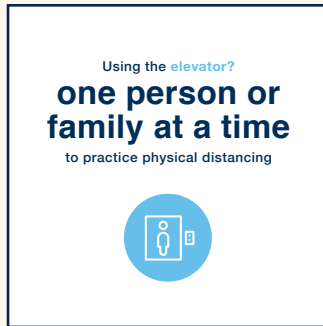 Using the elevator?
one person or
family at a time
to practice physical distancing